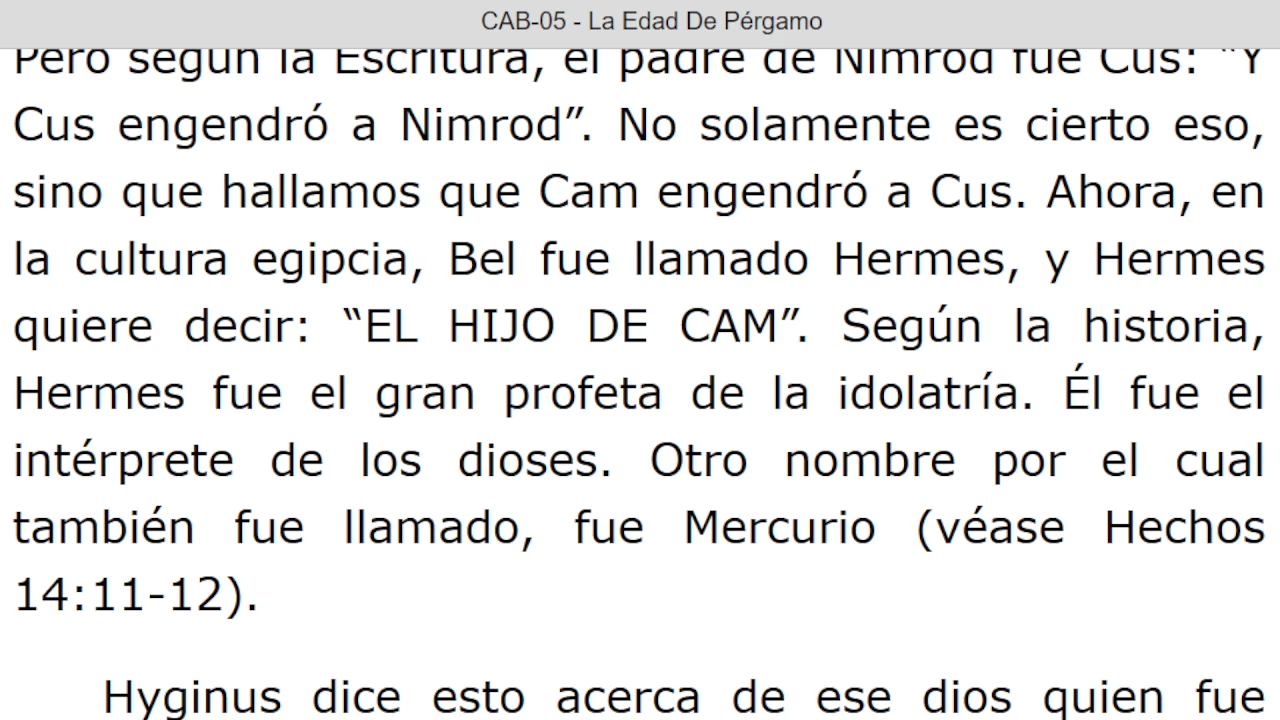 CAB-05 - La Edad De Pérgamo
Pero según la Escritura, el padre de Nimrod fue Cus: “Y
Cus engendró a Nimrod”. No solamente es cierto eso,
sino que hallamos que Cam engendró a Cus. Ahora, en
la cultura egipcia, Bel fue llamado Hermes, y Hermes
quiere decir: “EL HIJO DE CAM”. Según la historia,
Hermes fue el gran profeta de la idolatría. Él fue el
intérprete de los dioses. Otro nombre por el cual
también fue llamado, fue Mercurio (véase Hechos
14:11-12).
Hyginus dice esto acerca de ese dios quien fue